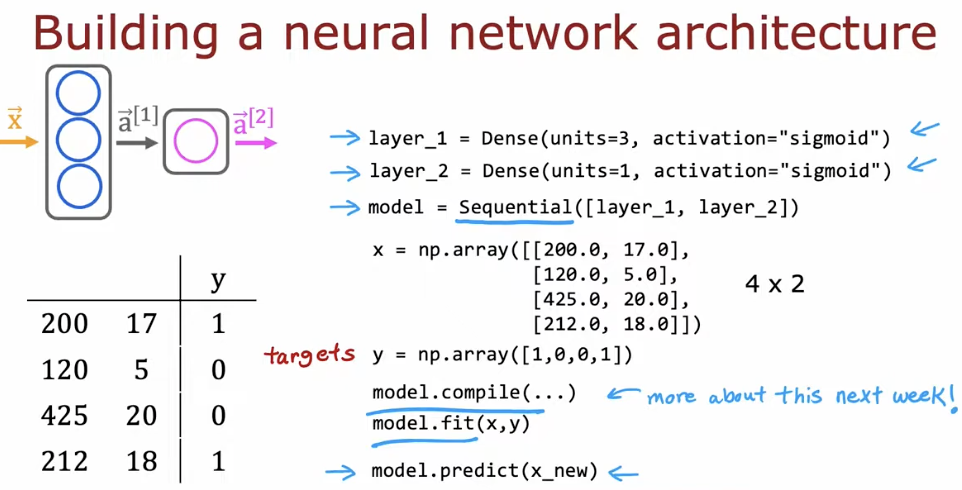 Building a neural network architecture
x⃗ a⃗[1] a⃗[2]
→ layer_1 = Dense(units=3, activation="sigmoid") ←
→ layer_2 = Dense(units=1, activation="sigmoid") ←
→ model = Sequential([layer_1, layer_2])
x = np.array([[200.0, 17.0],
[120.0, 5.0],
[425.0, 20.0],
[212.0, 18.0]])
4 x 2
targets y = np.array([1,0,0,1])
model.compile(...) ← more about this next week!
model.fit(x,y)
→ model.predict(x_new) ←
y
200 17 1
120 5 0
425 20 0
212 18 1